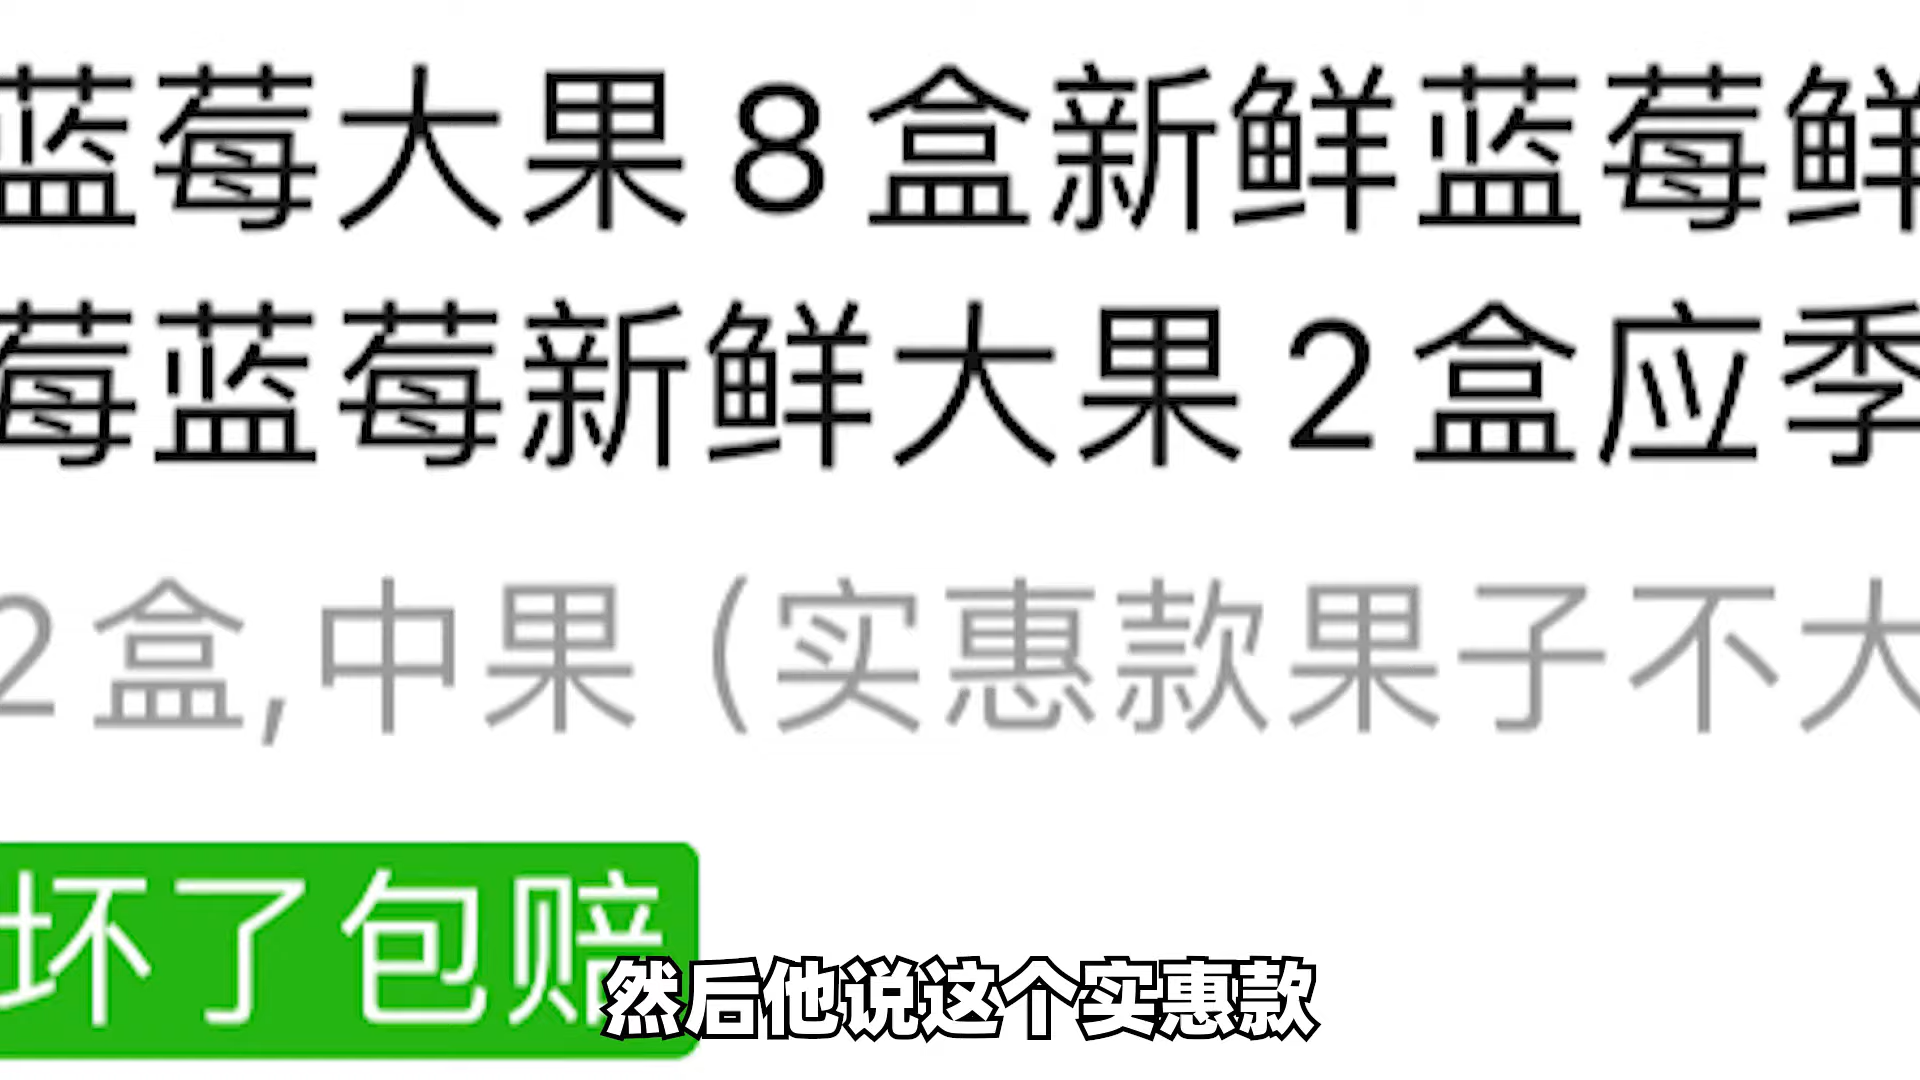 蓝莓大果8盒新鲜蓝莓鲜
莓蓝莓新鲜大果2盒应季
2盒,中果（实惠款果子不大
坏了包赔
然后他说这个实惠款